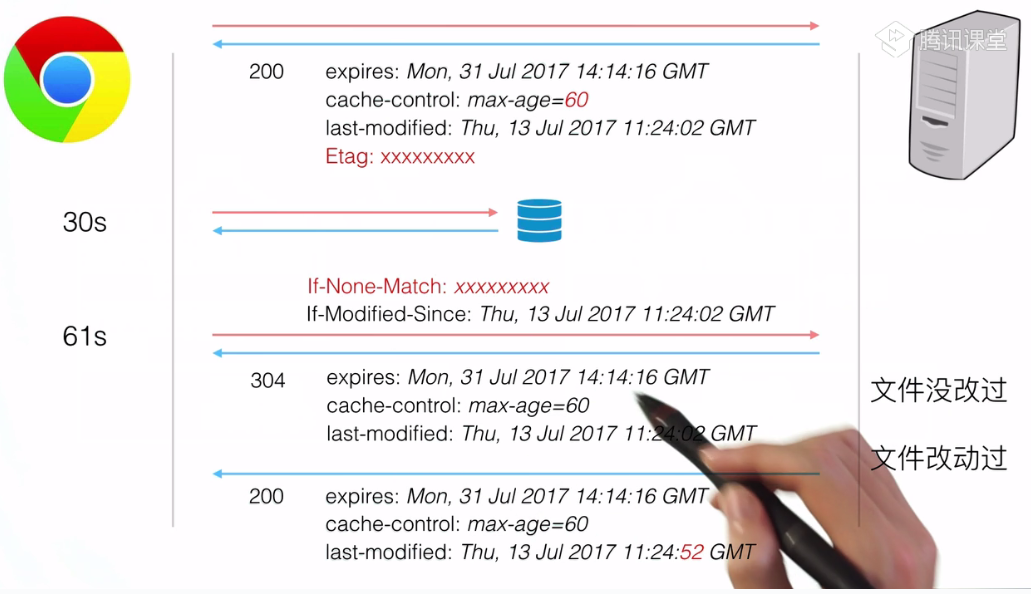 腾讯课堂
200 expires: Mon, 31 Jul 2017 14:14:16 GMT
cache-control: max-age=60
last-modified: Thu, 13 Jul 2017 11:24:02 GMT
Etag: xxxxxxxxx
30s
If-None-Match: xxxxxxxxx
If-Modified-Since: Thu, 13 Jul 2017 11:24:02 GMT
61s
304 expires: Mon, 31 Jul 2017 14:14:16 GMT
文件没改过
cache-control: max-age=60
last-modified: Thu, 13 Jul 2017 11:24:02 GMT
文件改动过
200 expires: Mon, 31 Jul 2017 14:14:16 GMT
cache-control: max-age=60
last-modified: Thu, 13 Jul 2017 11:24:52 GMT